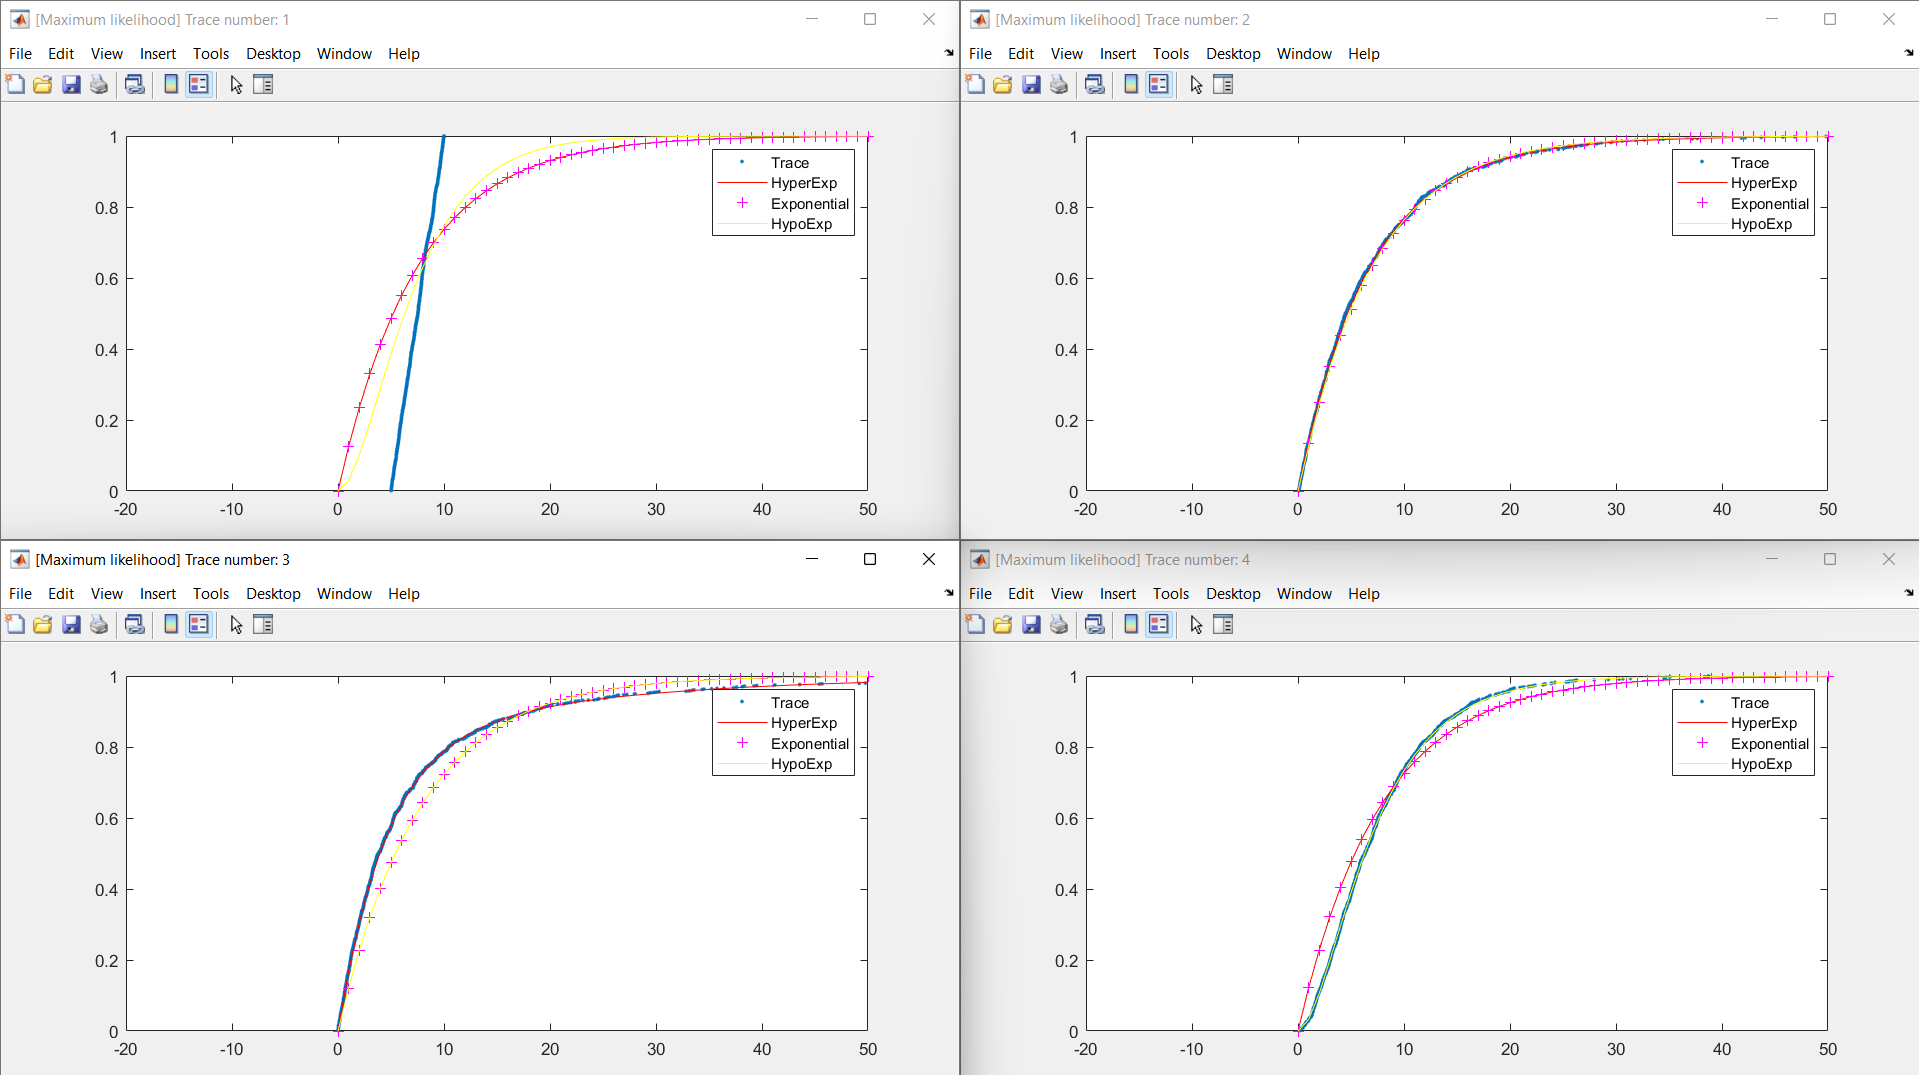 [Maximum likelihood] Trace number: 1
File Edit View Insert Tools Desktop Window Help
1
0.8
0.6
0.4
0.2
0
-20 -10 0 10 20 30 40 50
Trace
HyperExp
Exponential
HypoExp
[Maximum likelihood] Trace number: 2
File Edit View Insert Tools Desktop Window Help
1
0.8
0.6
0.4
0.2
0
-20 -10 0 10 20 30 40 50
Trace
HyperExp
Exponential
HypoExp
[Maximum likelihood] Trace number: 3
File Edit View Insert Tools Desktop Window Help
1
0.8
0.6
0.4
0.2
0
-20 -10 0 10 20 30 40 50
Trace
HyperExp
Exponential
HypoExp
[Maximum likelihood] Trace number: 4
File Edit View Insert Tools Desktop Window Help
1
0.8
0.6
0.4
0.2
0
-20 -10 0 10 20 30 40 50
Trace
HyperExp
Exponential
HypoExp